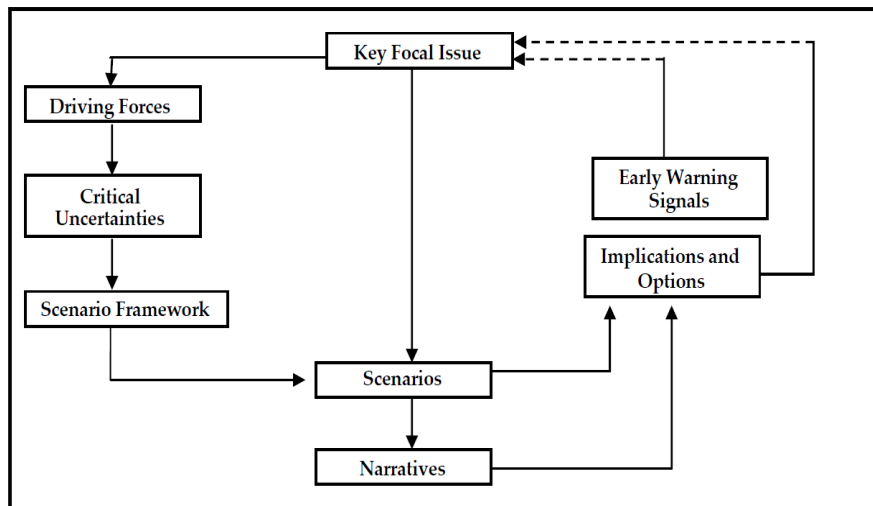 Key Focal Issue
Driving Forces
Critical
Uncertainties
Scenario Framework
Early Warning
Signals
Implications and
Options
Scenarios
Narratives